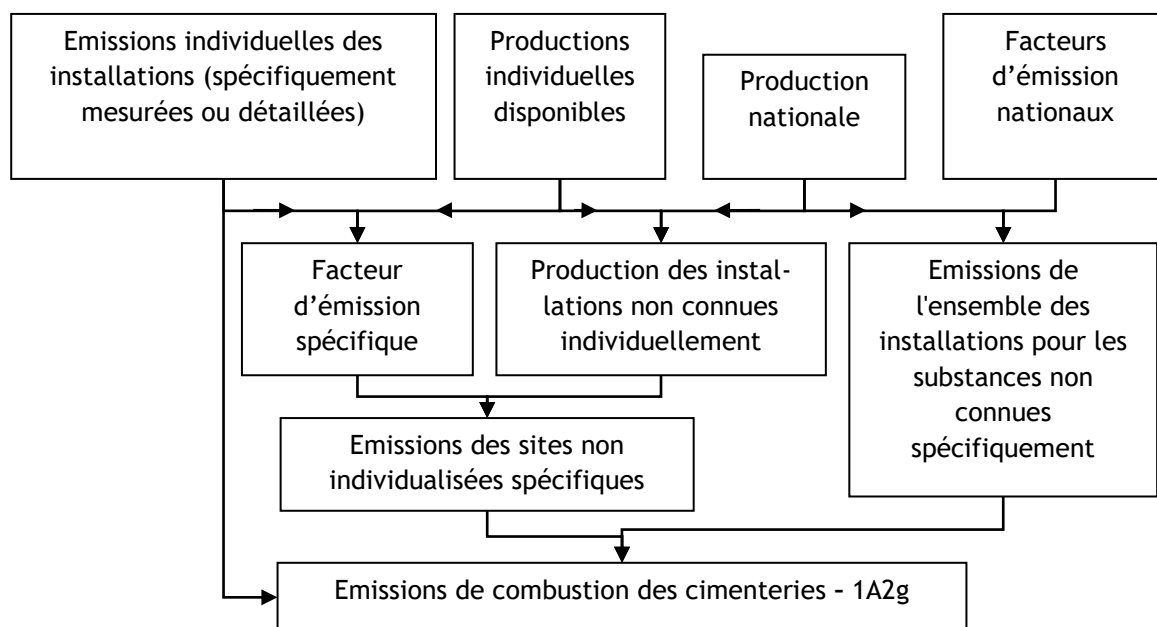 Emissions individuelles des
installations (spécifiquement
mesurées ou détaillées)
Productions
individuelles
disponibles
Production
nationale
Facteurs
d’émission
nationaux
Facteur
d’émission
spécifique
Production des instal-
lations non connues
individuellement
Emissions de
l'ensemble des
installations pour les
substances non
connues
spécifiquement
Emissions des sites non
individualisées spécifiques
Emissions de combustion des cimenteries – 1A2g